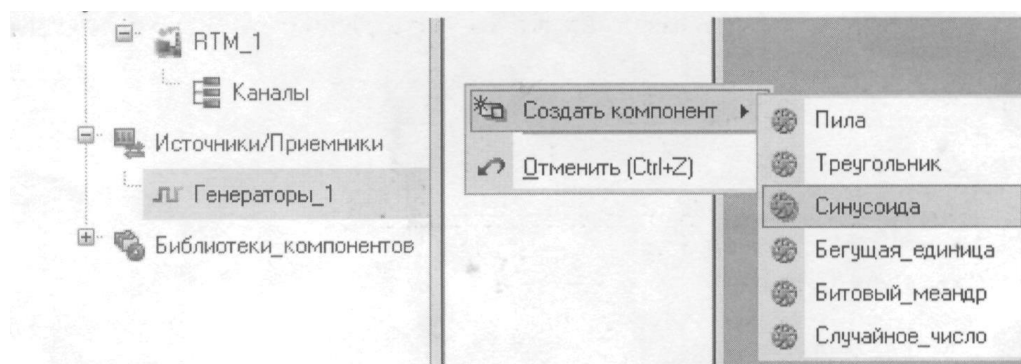 RTM_1
Каналы
Источники/Приемники
Генераторы_1
Библиотеки_компонентов
Создать компонент
Отменить (Ctrl+Z)
Пила
Треугольник
Синусоида
Бегущая_единица
Битовый_меандр
Случайное_число